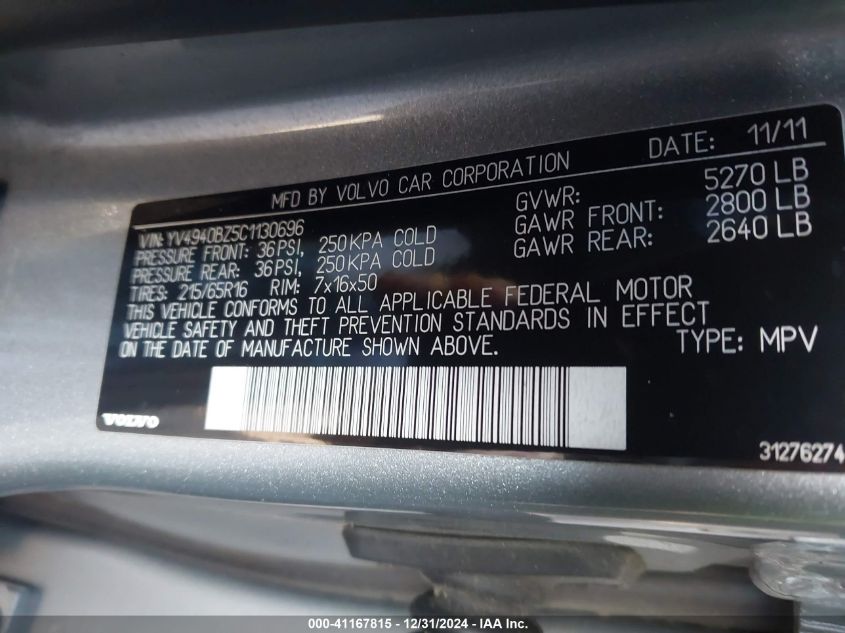 MFD BY VOLVO CAR CORPORATION DATE: 11/11
VIN: YV4940BZ5C1130696 GVWR: 5270 LB
PRESSURE FRONT: 36PSI, 250KPA COLD GAWR FRONT: 2800 LB
PRESSURE REAR: 36PSI, 250KPA COLD GAWR REAR: 2640 LB
TIRES: 215/65R16 RIM: 7x16x50
THIS VEHICLE CONFORMS TO ALL APPLICABLE FEDERAL MOTOR
VEHICLE SAFETY AND THEFT PREVENTION STANDARDS IN EFFECT
ON THE DATE OF MANUFACTURE SHOWN ABOVE. TYPE: MPV
VOLVO
31276274
000-41167815 - 12/31/2024 - IAA Inc.